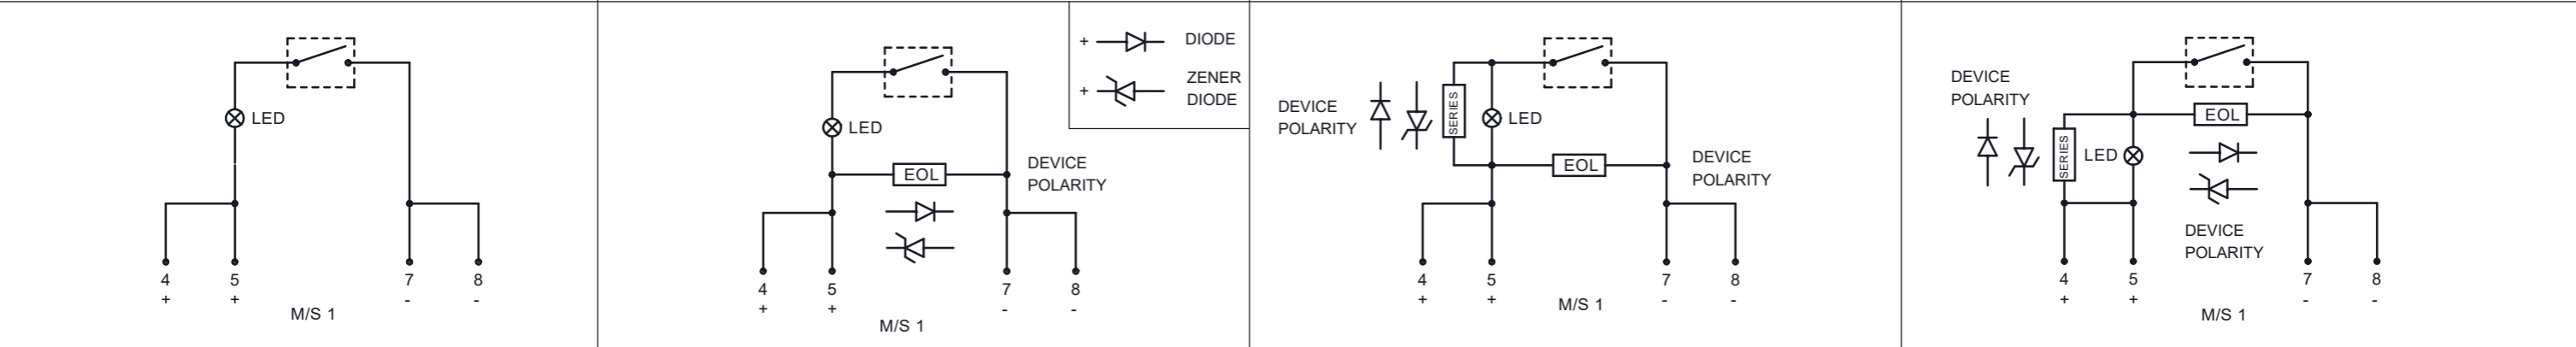 LED
4 5 7 8
+ + - -
M/S 1
+ DIODE
+ ZENER
DIODE
LED
EOL
DEVICE
POLARITY
4 5 7 8
+ + - -
M/S 1
DEVICE
POLARITY
SERIES
LED
EOL
DEVICE
POLARITY
4 5 7 8
+ + - -
M/S 1
DEVICE
POLARITY
EOL
SERIES
LED
DEVICE
POLARITY
4 5 7 8
+ + - -
M/S 1